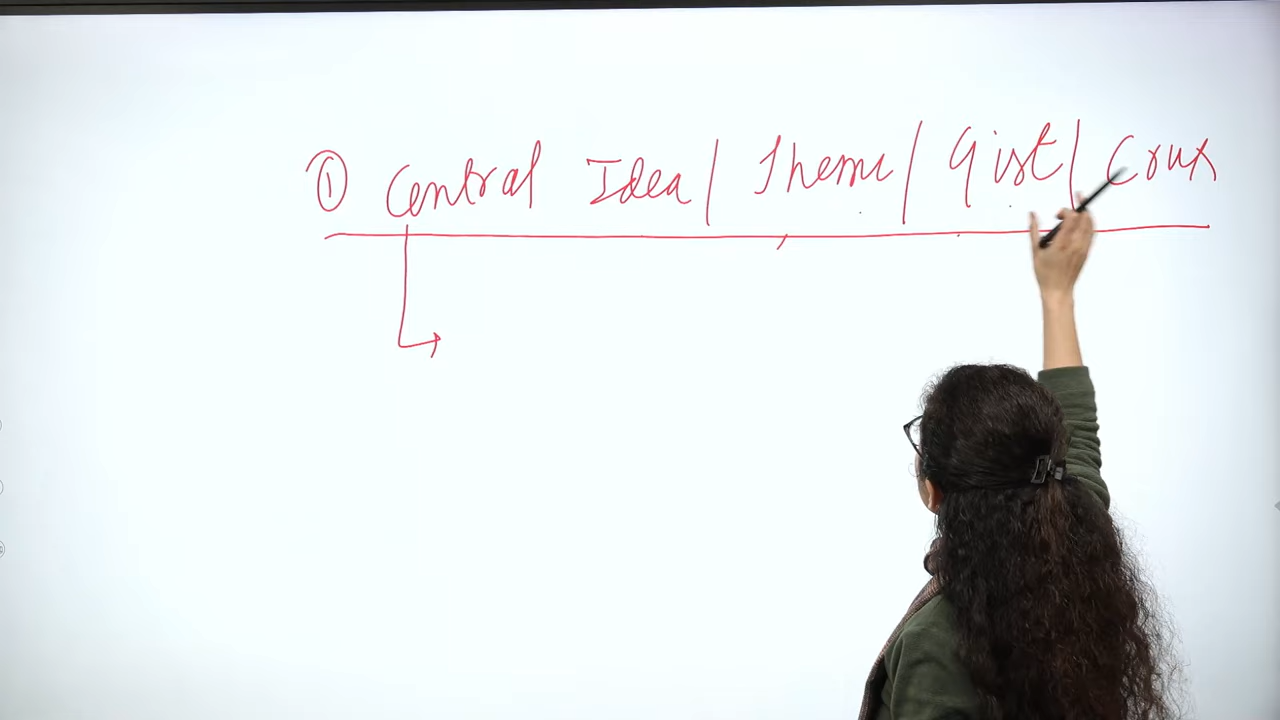 ① Central Idea / Theme / Gist / Crux